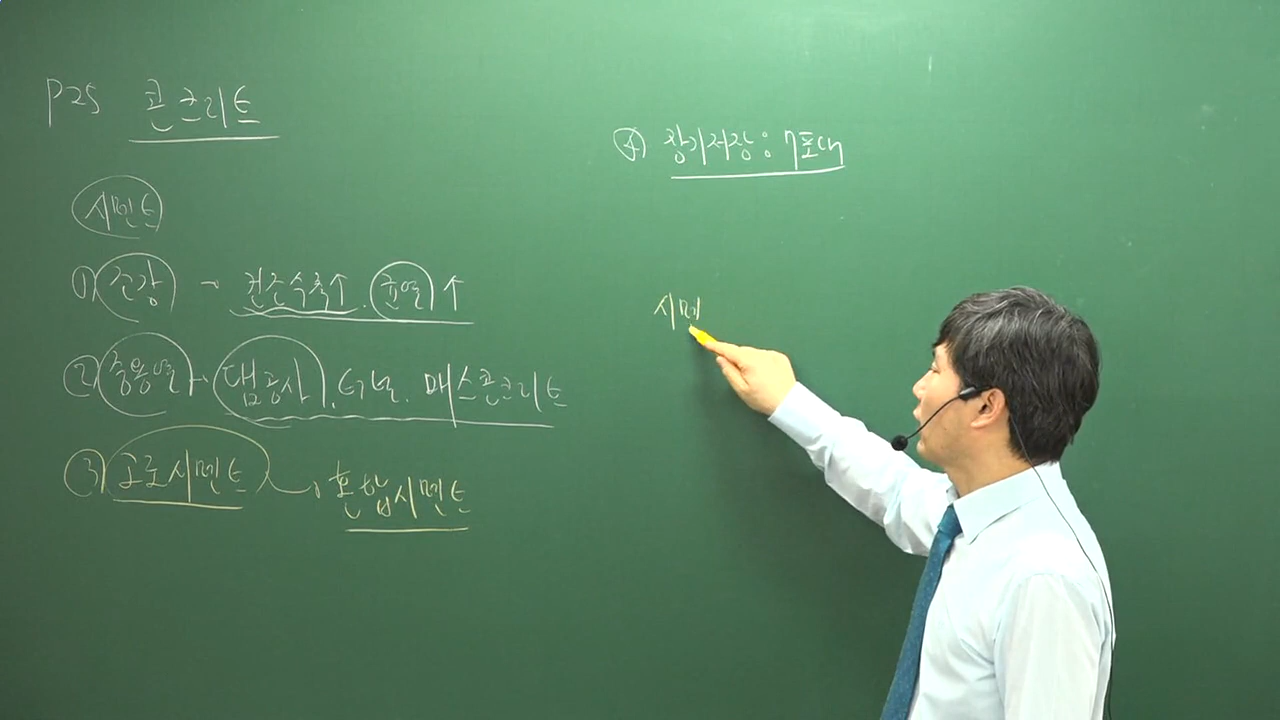 P25 콘크리트
시멘트
① 조강 → 건조수축↑. 균열↑
② 중용열 → 댐공사. 터널. 매스콘크리트
③ 고로시멘트 → 혼합시멘트
④ 장기저장: 7포대
시멘